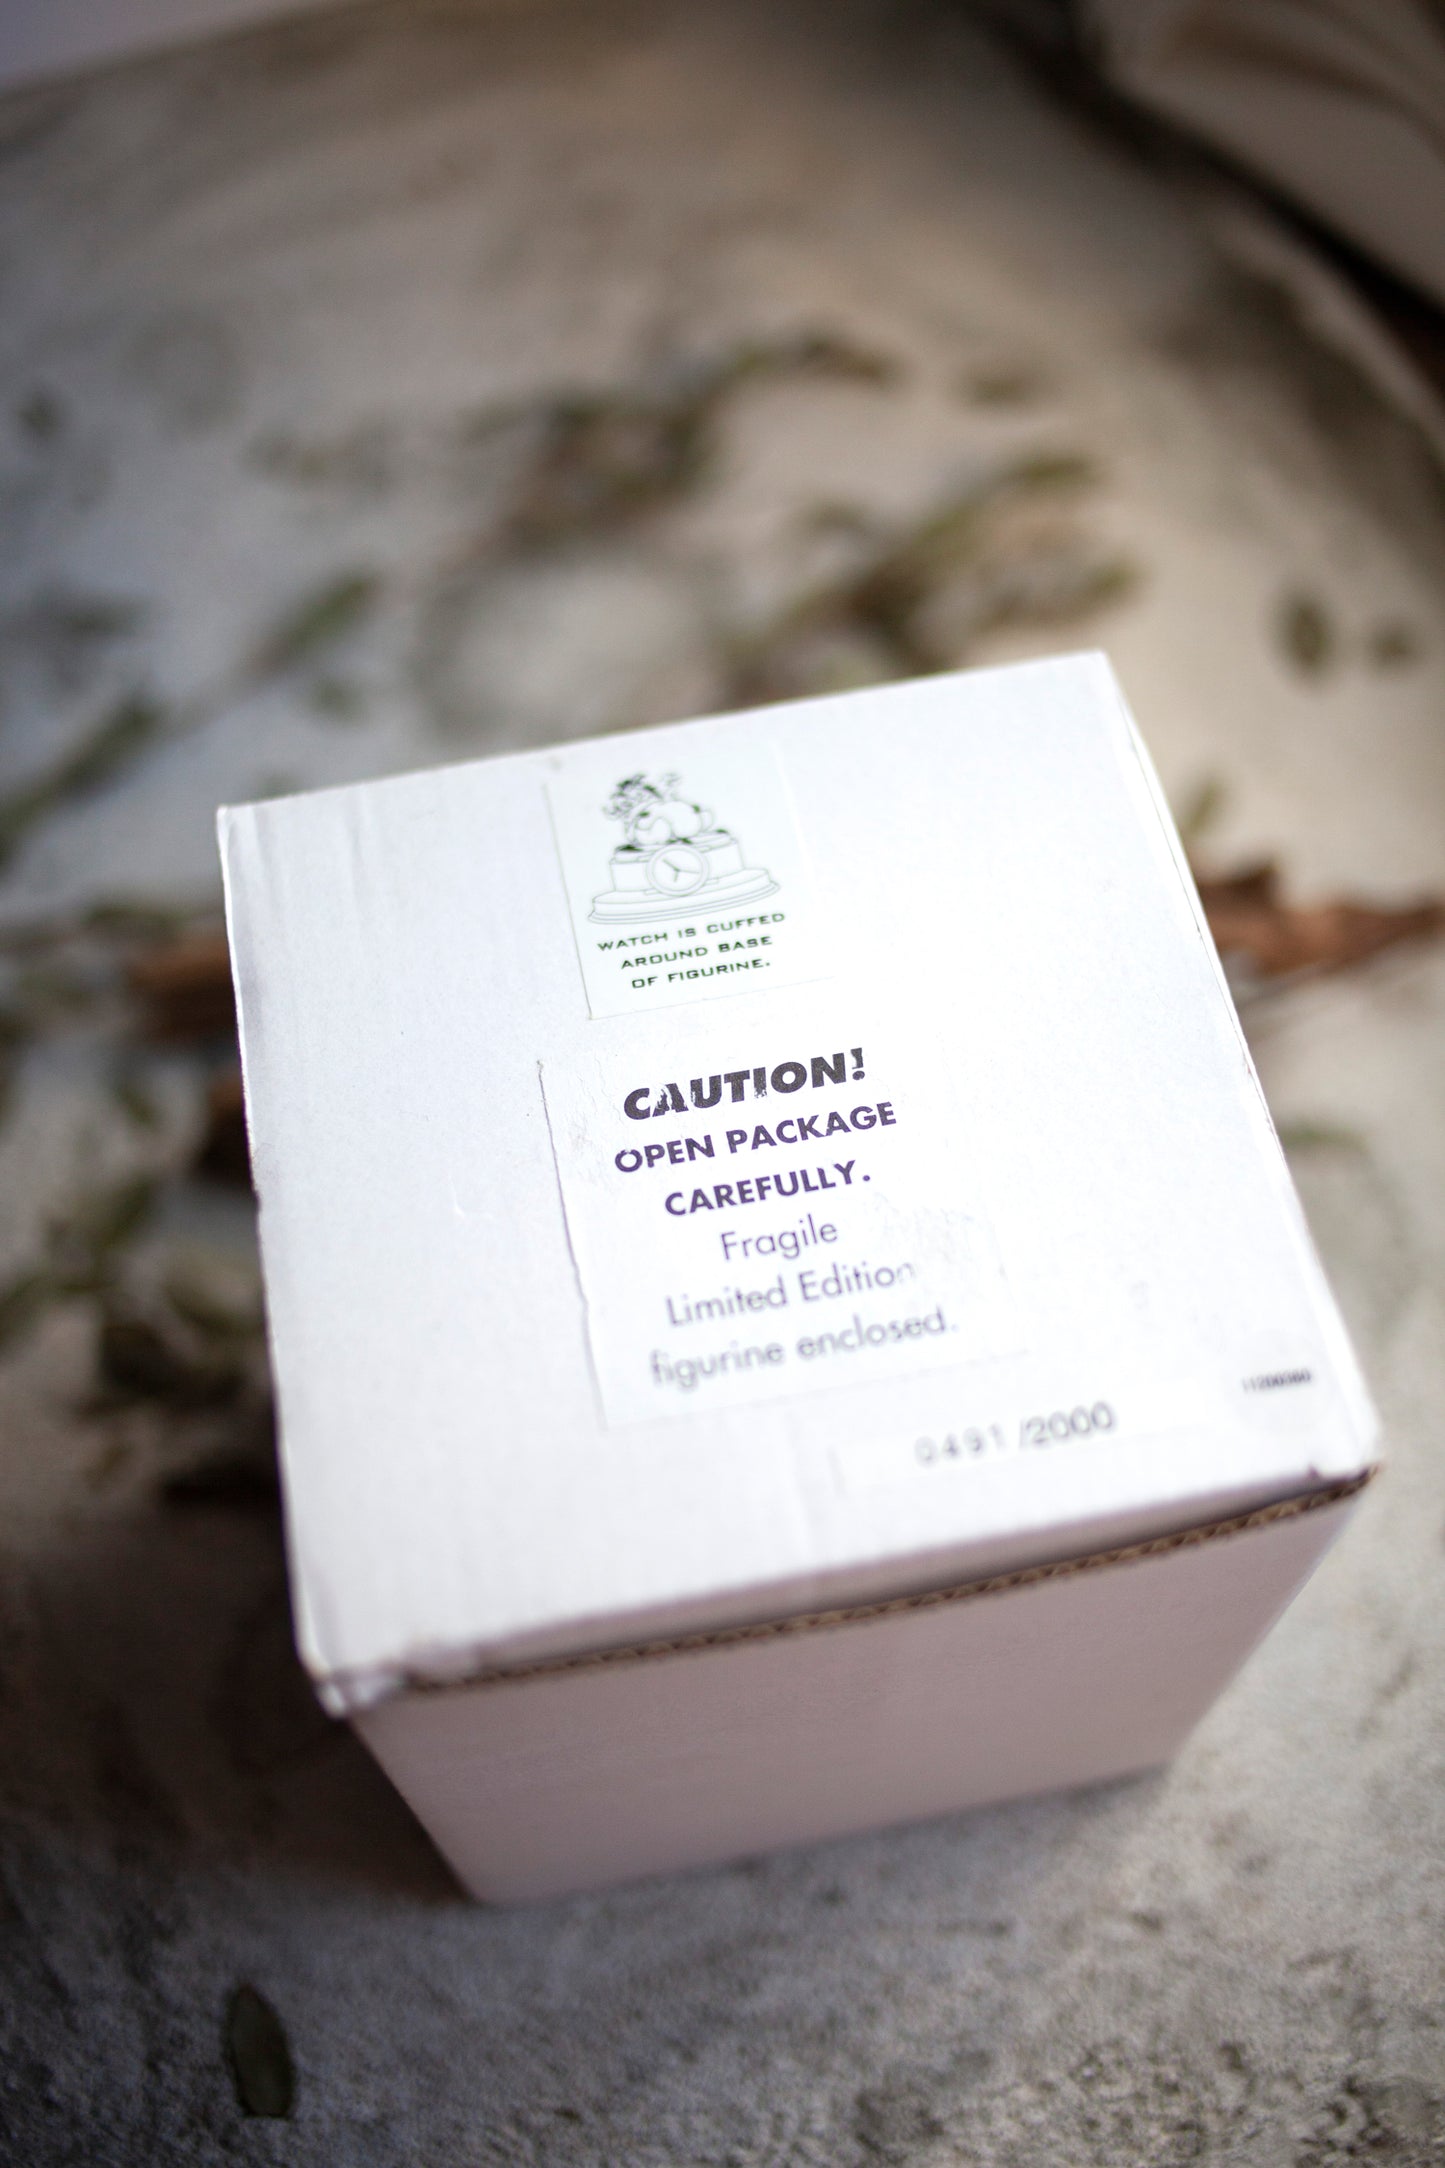 WATCH IS CUFFED
AROUND BASE
OF FIGURINE.
CAUTION!
OPEN PACKAGE
CAREFULLY.
Fragile
Limited Edition
figurine enclosed.
0491/2000